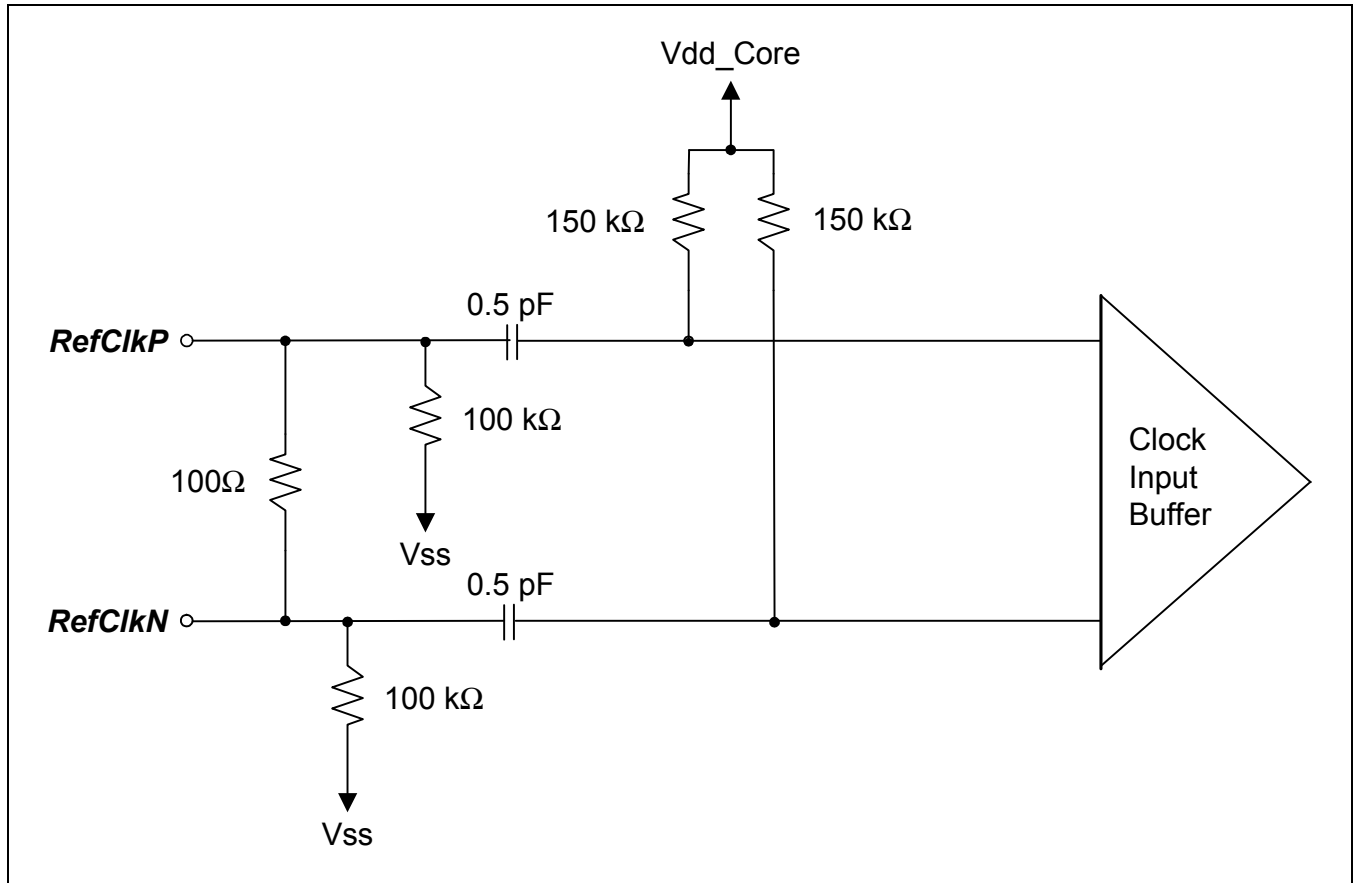 Vdd_Core
150 kΩ
150 kΩ
0.5 pF
RefClkP
100 kΩ
100Ω
Clock
Input
Buffer
Vss
0.5 pF
RefClkN
100 kΩ
Vss